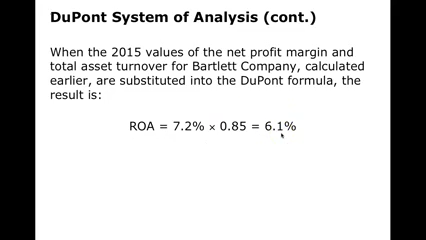 DuPont System of Analysis (cont.)
When the 2015 values of the net profit margin and
total asset turnover for Bartlett Company, calculated
earlier, are substituted into the DuPont formula, the
result is:
ROA = 7.2% × 0.85 = 6.1%